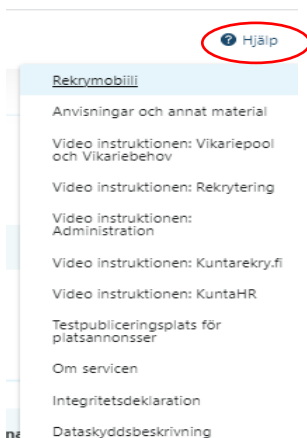 Hjälp
Rekrymobiili
Anvisningar och annat material
Video instruktionen: Vikariepool
och Vikariebehov
Video instruktionen: Rekrytering
Video instruktionen:
Administration
Video instruktionen: Kuntarekry.fi
Video instruktionen: KuntaHR
Testpubliceringsplats för
platsannonsser
Om servicen
Integritetsdeklaration
Dataskyddsbeskrivning